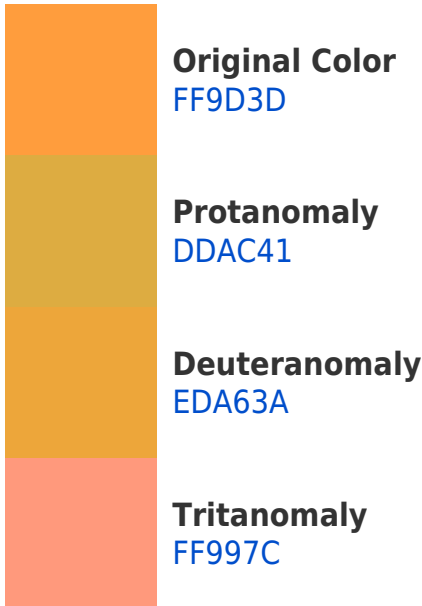 Original Color
FF9D3D
Protanomaly
DDAC41
Deuteranomaly
EDA63A
Tritanomaly
FF997C